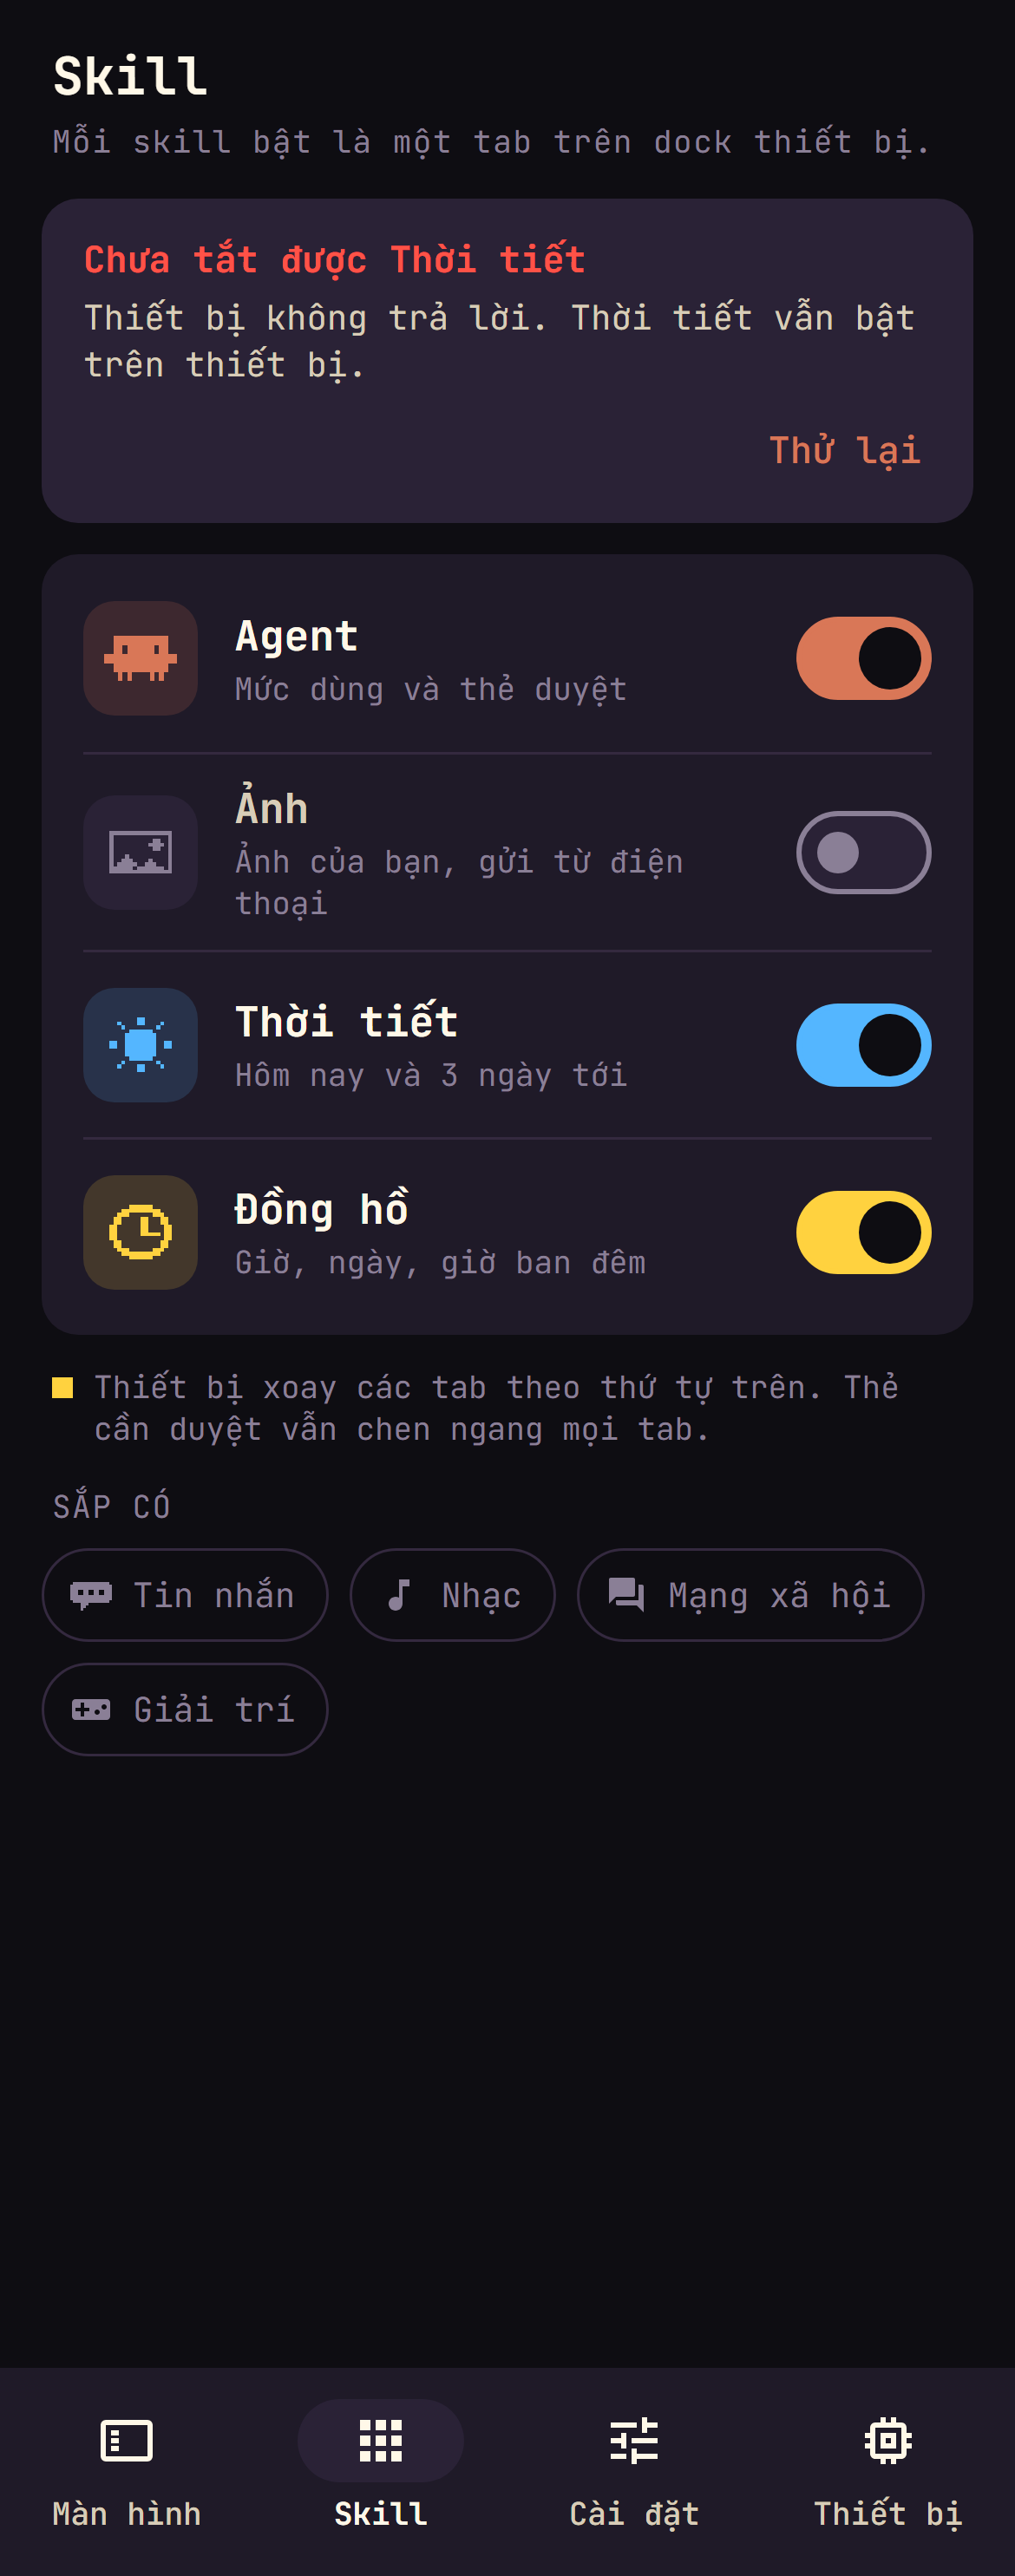 Skill
Mỗi skill bật là một tab trên dock thiết bị.
Chưa tắt được Thời tiết
Thiết bị không trả lời. Thời tiết vẫn bật
trên thiết bị.
Thử lại
Agent
Mức dùng và thẻ duyệt
Ảnh
Ảnh của bạn, gửi từ điện
thoại
Thời tiết
Hôm nay và 3 ngày tới
Đồng hồ
Giờ, ngày, giờ ban đêm
Thiết bị xoay các tab theo thứ tự trên. Thẻ
cần duyệt vẫn chen ngang mọi tab.
SẮP CÓ
Tin nhắn
Nhạc
Mạng xã hội
Giải trí
Màn hình
Skill
Cài đặt
Thiết bị